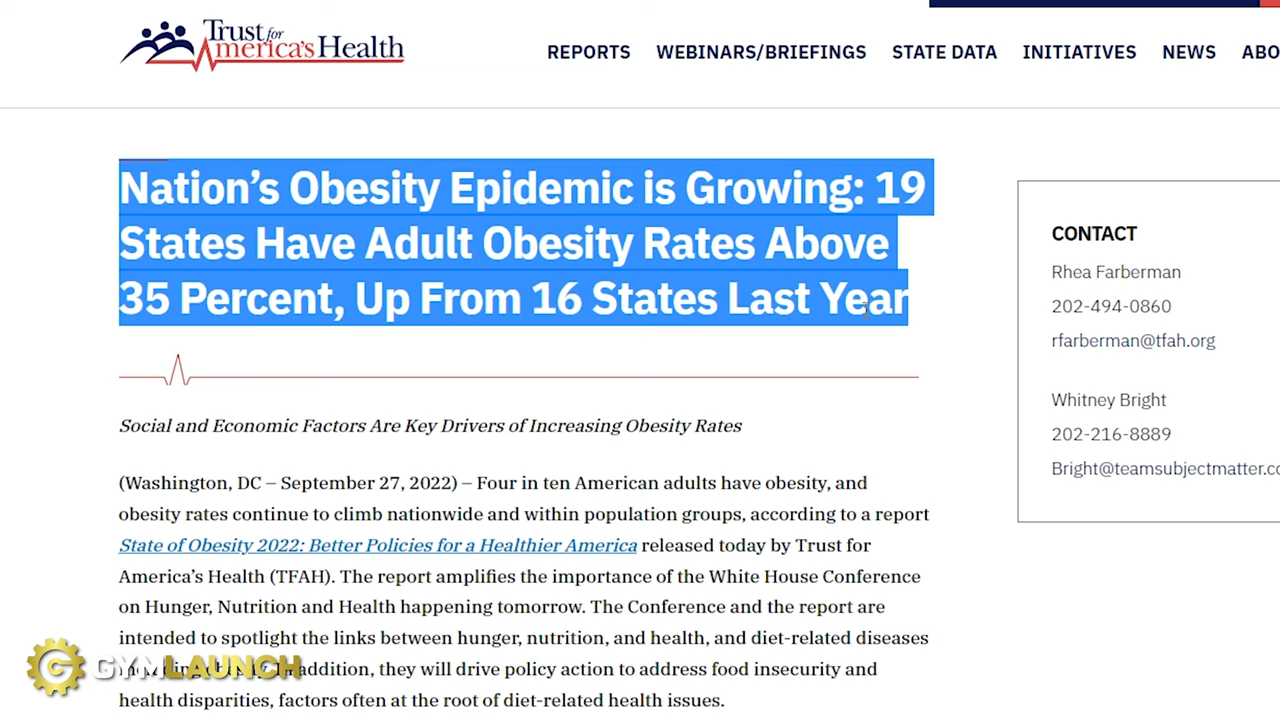 Trust for
America's Health
REPORTS WEBINARS/BRIEFINGS STATE DATA INITIATIVES NEWS ABO
Nation's Obesity Epidemic is Growing: 19
States Have Adult Obesity Rates Above
35 Percent, Up From 16 States Last Year
Social and Economic Factors Are Key Drivers of Increasing Obesity Rates
(Washington, DC – September 27, 2022) – Four in ten American adults have obesity, and
obesity rates continue to climb nationwide and within population groups, according to a report
State of Obesity 2022: Better Policies for a Healthier America released today by Trust for
America's Health (TFAH). The report amplifies the importance of the White House Conference
on Hunger, Nutrition and Health happening tomorrow. The Conference and the report are
intended to spotlight the links between hunger, nutrition, and health, and diet-related diseases
addition, they will drive policy action to address food insecurity and
health disparities, factors often at the root of diet-related health issues.
CONTACT
Rhea Farberman
202-494-0860
rfarberman@tfah.org
Whitney Bright
202-216-8889
Bright@teamsubjectmatter.co
GYMLAUNCH